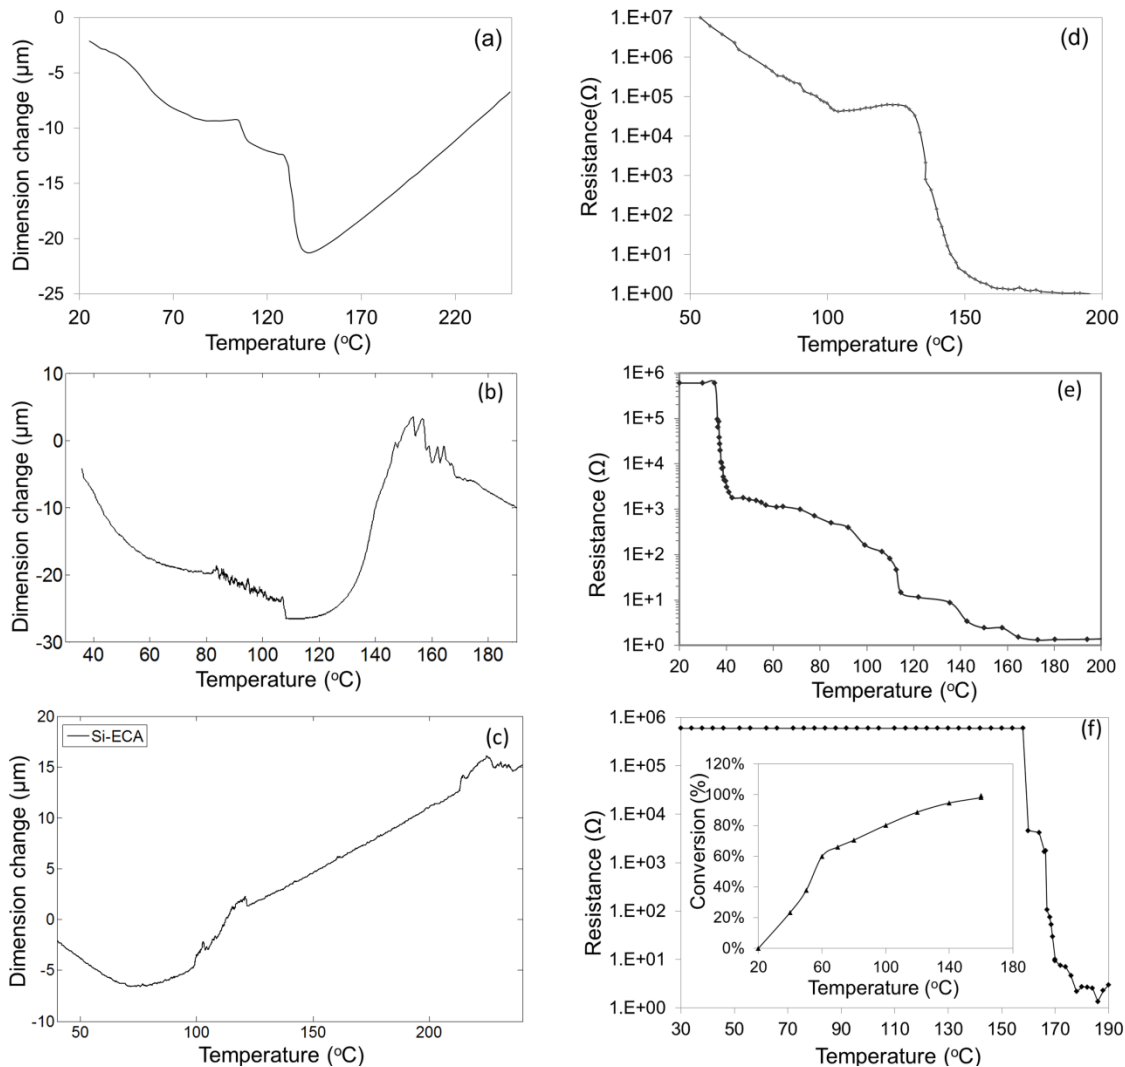 (a)
Dimension change (μm)
0
-5
-10
-15
-20
-25
20 70 120 170 220
Temperature (°C)
(d)
Resistance(Ω)
1.E+07
1.E+06
1.E+05
1.E+04
1.E+03
1.E+02
1.E+01
1.E+00
50 100 150 200
Temperature (°C)
(b)
Dimension change (μm)
10
0
-10
-20
-30
40 60 80 100 120 140 160 180
Temperature (°C)
(e)
Resistance (Ω)
1E+6
1E+5
1E+4
1E+3
1E+2
1E+1
1E+0
20 40 60 80 100 120 140 160 180 200
Temperature (°C)
(c)
Si-ECA
Dimension change (μm)
20
15
10
5
0
-5
-10
50 100 150 200
Temperature (°C)
(f)
Resistance (Ω)
1.E+06
1.E+05
1.E+04
1.E+03
1.E+02
1.E+01
1.E+00
30 50 70 90 110 130 150 170 190
Temperature (°C)
Conversion (%)
120%
100%
80%
60%
40%
20%
0%
20 60 100 140 180
Temperature (°C)